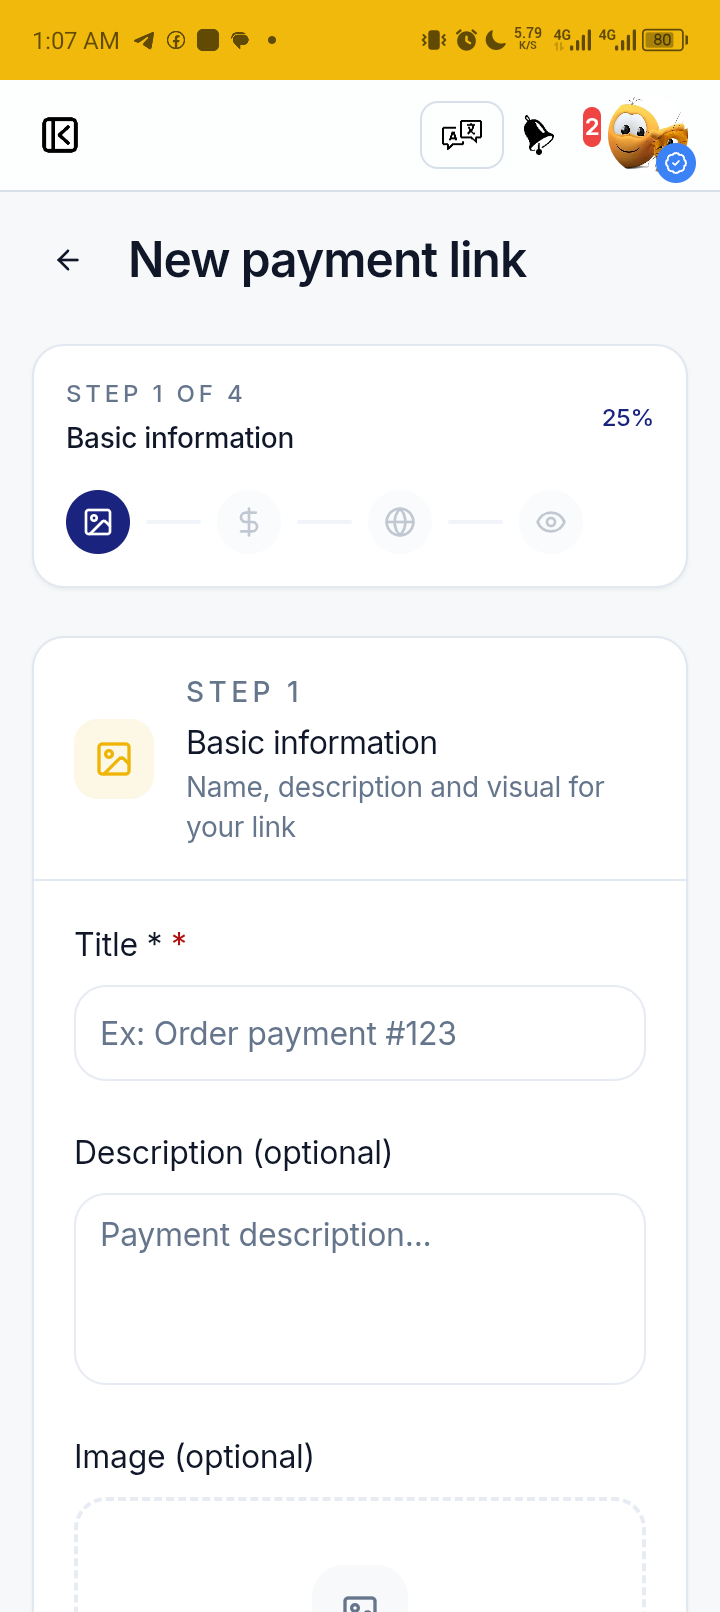 1:07 AM
5.79 K/S
4G
4G
80
A 文
2
New payment link
STEP 1 OF 4
Basic information
25%
STEP 1
Basic information
Name, description and visual for
your link
Title * *
Ex: Order payment #123
Description (optional)
Payment description...
Image (optional)